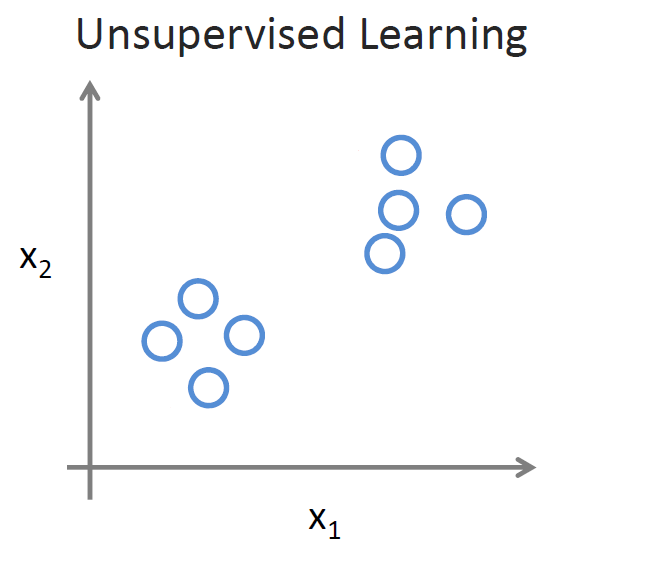 Unsupervised Learning
x₂
x₁